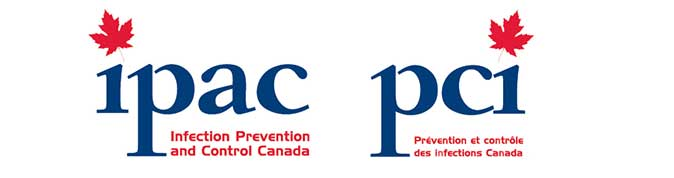 ipac
Infection Prevention
and Control Canada
pci
Prévention et contrôle
des infections Canada